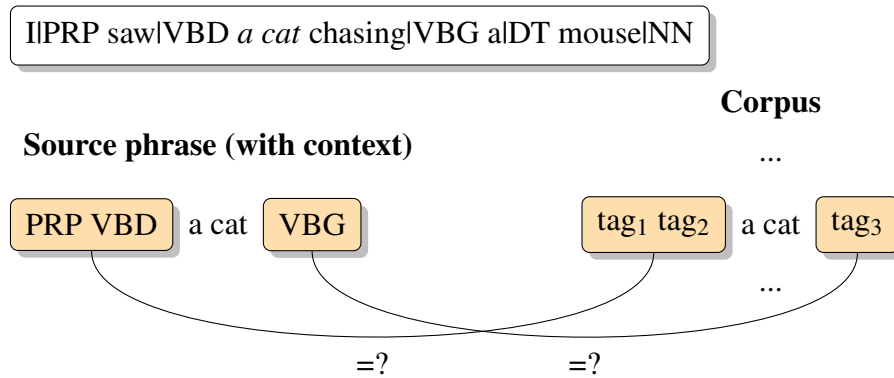 I|PRP saw|VBD a cat chasing|VBG a|DT mouse|NN
Corpus
Source phrase (with context)
...
PRP VBD a cat VBG tag₁ tag₂ a cat tag₃
...
=? =?